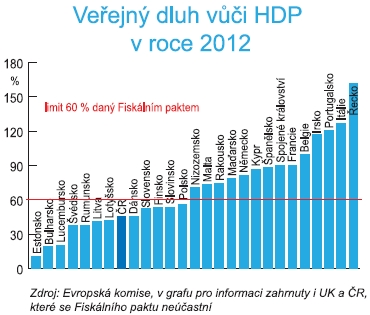 Veřejný dluh vůči HDP
v roce 2012
180
%
150
120
90
60
30
0
limit 60 % daný Fiskálním paktem
Estonsko
Bulharsko
Lucembursko
Švédsko
Rumunsko
Litva
Lotyšsko
ČR
Dánsko
Slovensko
Finsko
Slovinsko
Polsko
Nizozemsko
Malta
Rakousko
Maďarsko
Německo
Kypr
Španělsko
Spojené království
Francie
Belgie
Irsko
Portugalsko
Itálie
Řecko
Zdroj: Evropská komise, v grafu pro informaci zahrnuty i UK a ČR,
které se Fiskálního paktu neúčastní